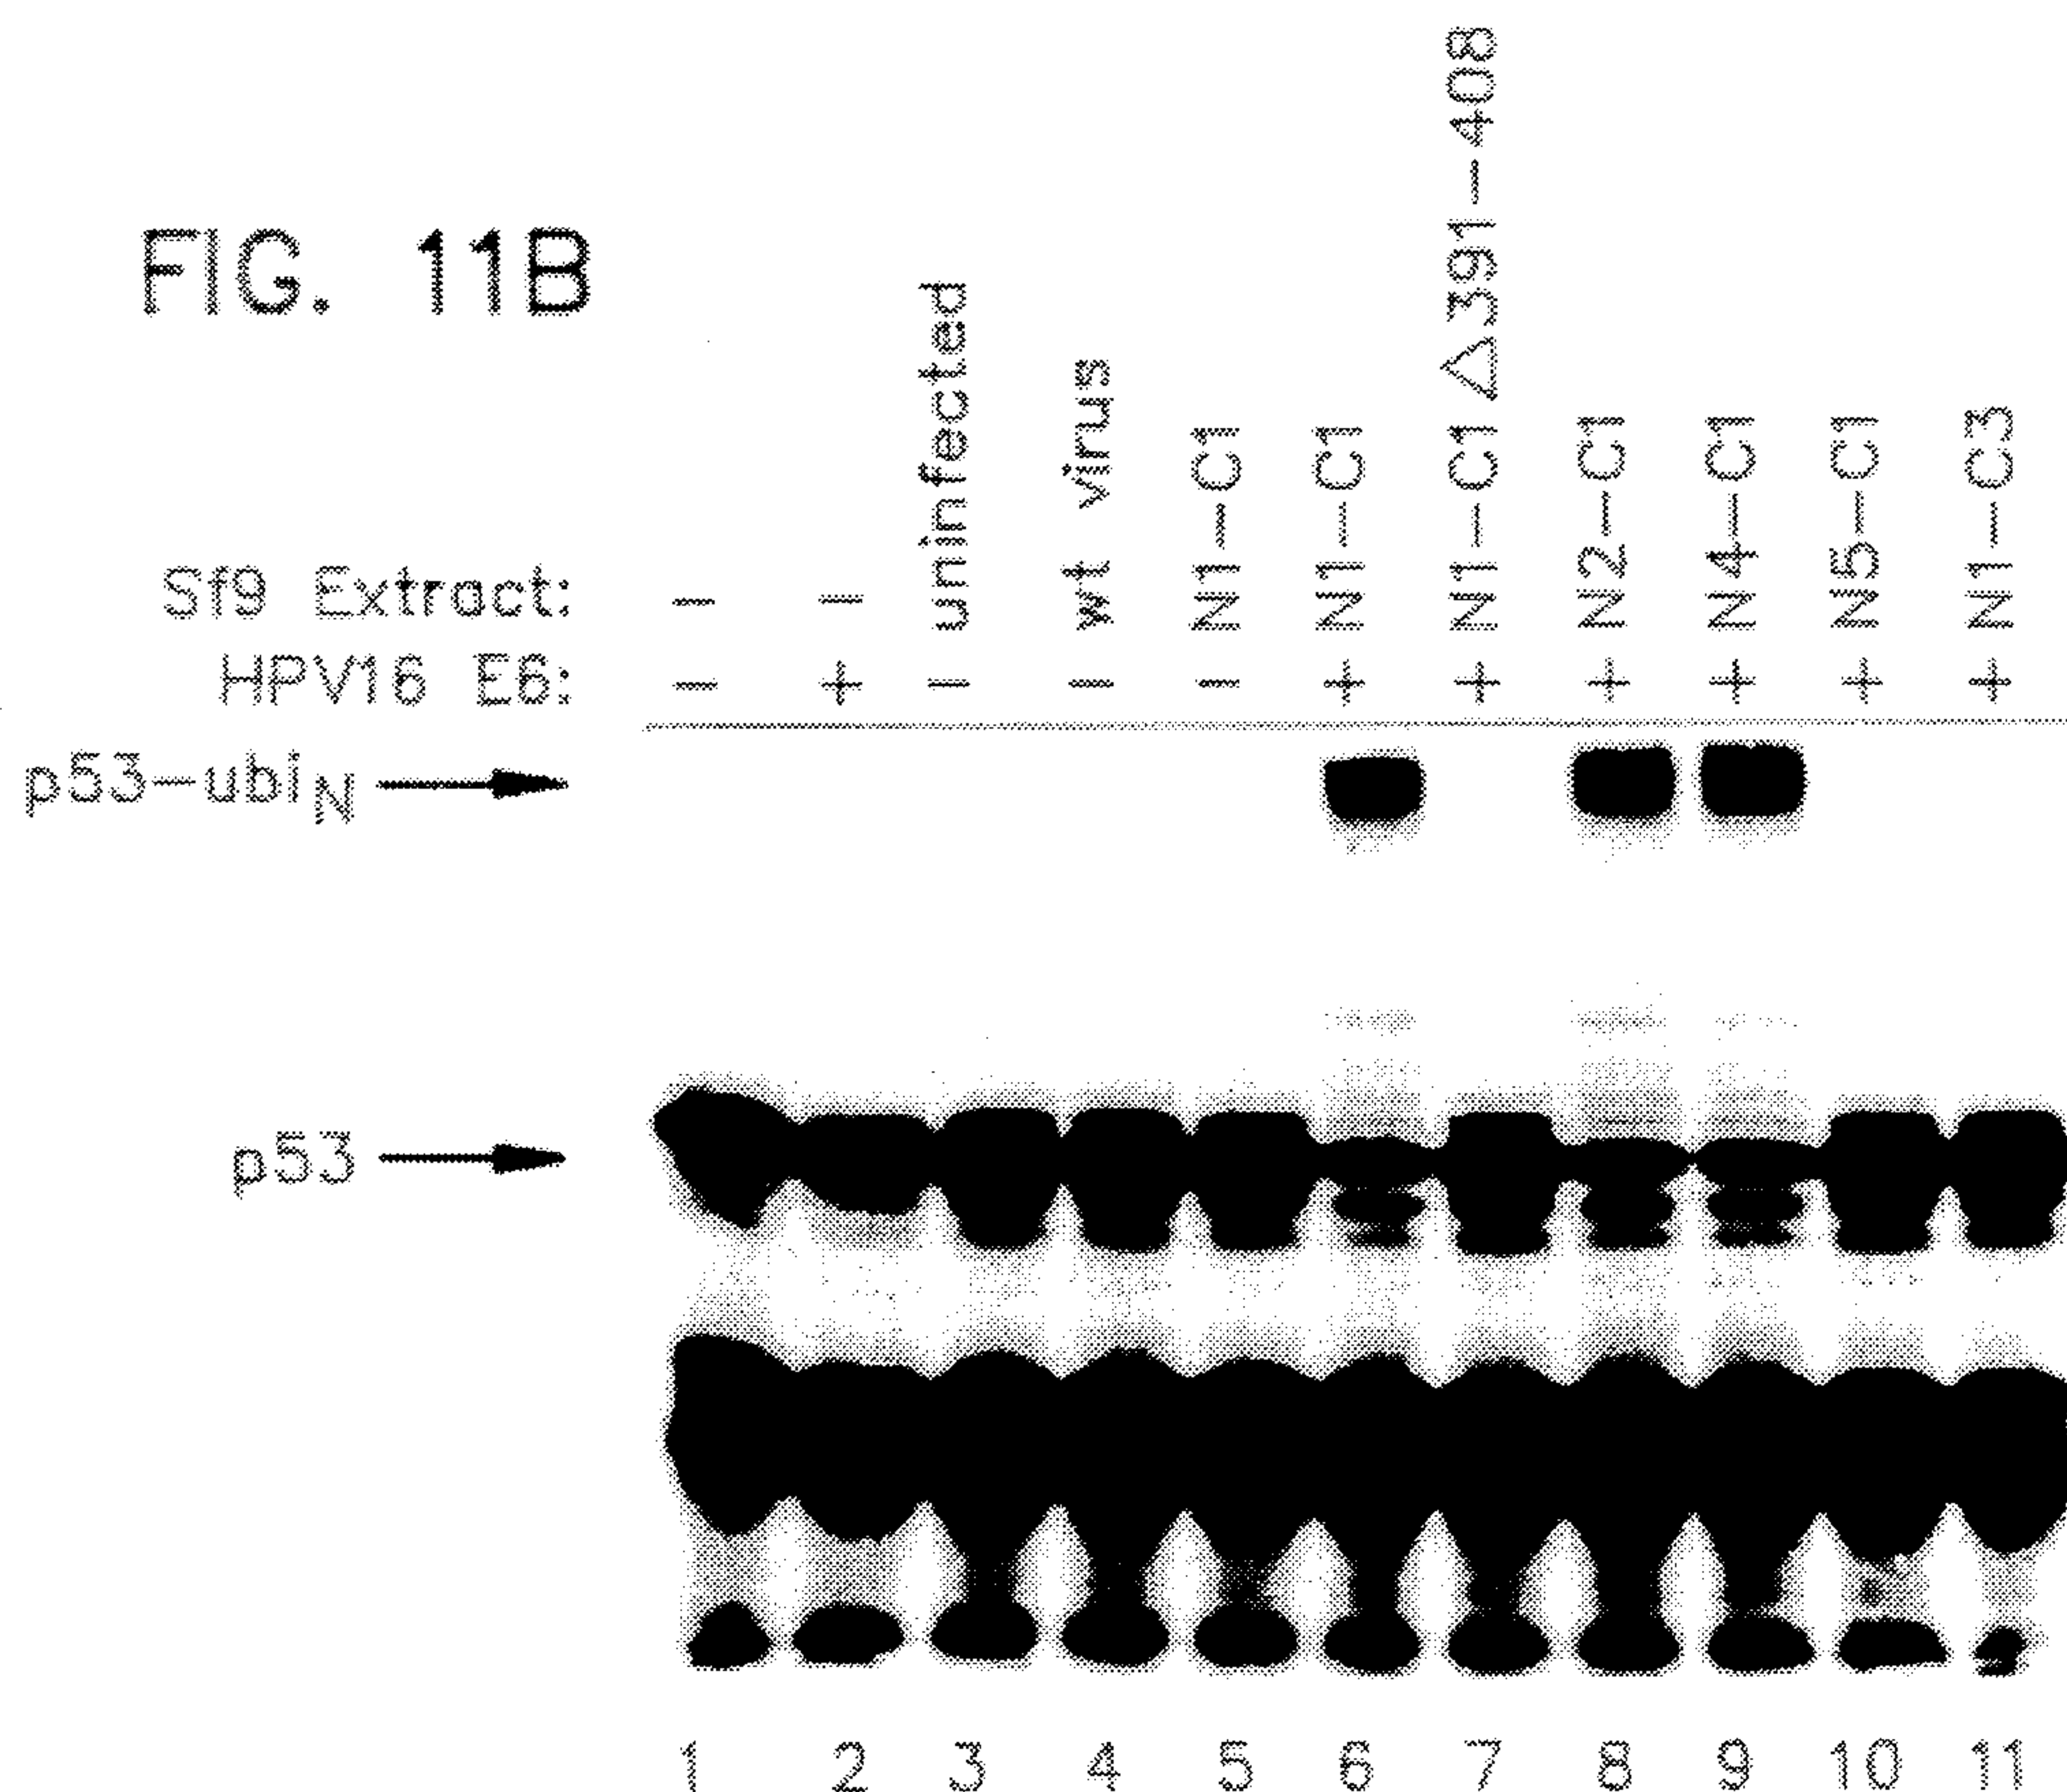 FIG. 11B
Sf9 Extract: – – uninfected wt virus N1–C1 N1–C1 N1–C1 △391–408 N2–C1 N4–C1 N5–C1 N1–C3
HPV16 E6: – + – – – + + + + + +
p53–ubiN
p53
1 2 3 4 5 6 7 8 9 10 11